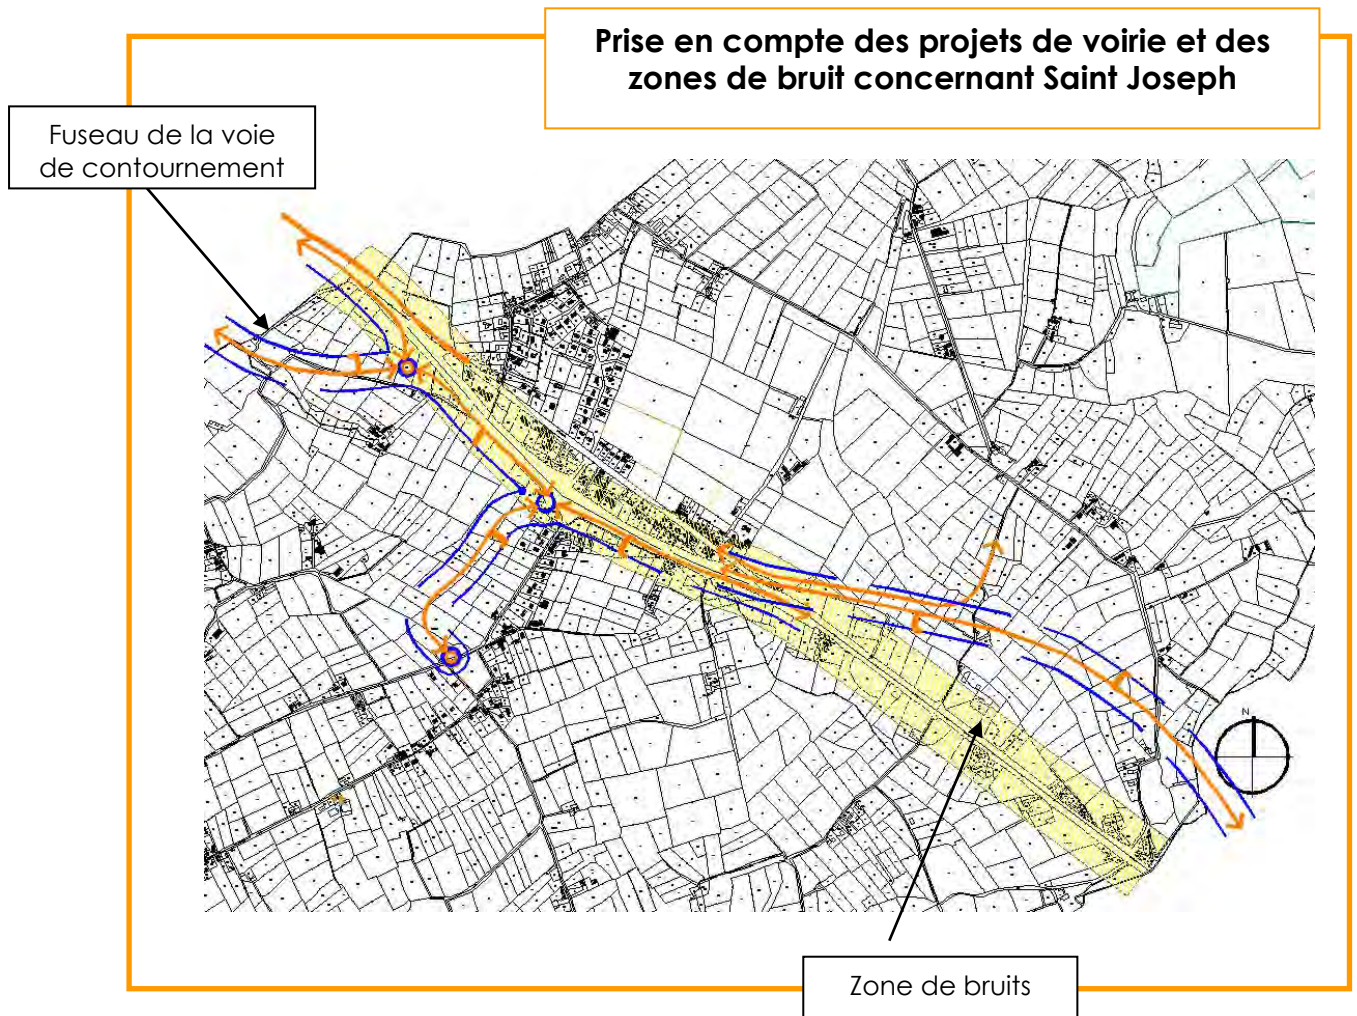 Prise en compte des projets de voirie et des
zones de bruit concernant Saint Joseph
Fuseau de la voie
de contournement
N
Zone de bruits